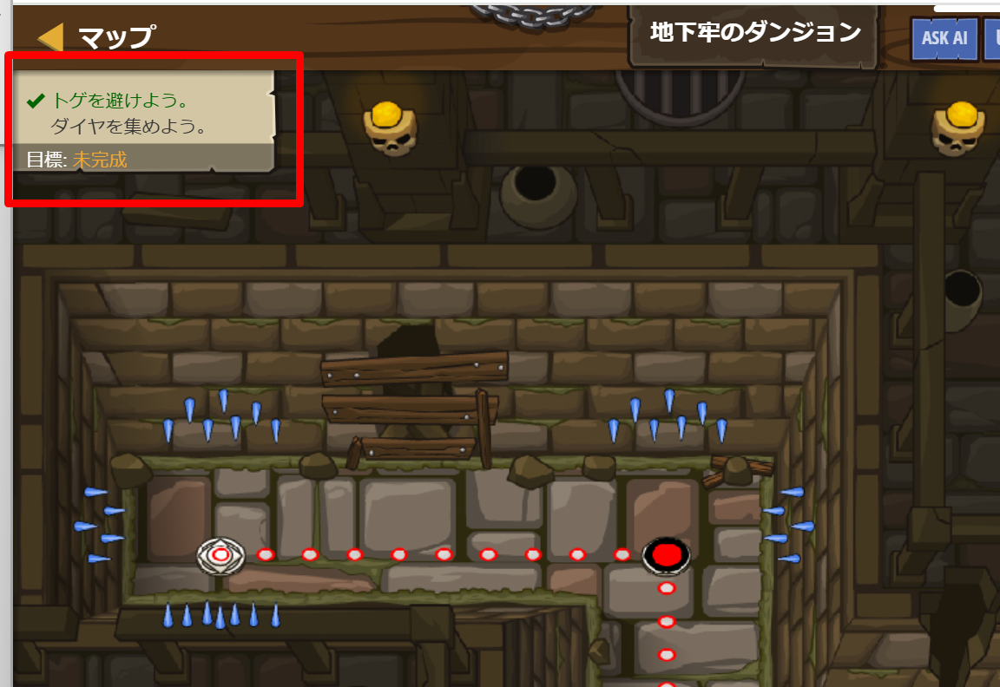 マップ
地下牢のダンジョン
ASK AI
トゲを避けよう。
ダイヤを集めよう。
目標: 未完成